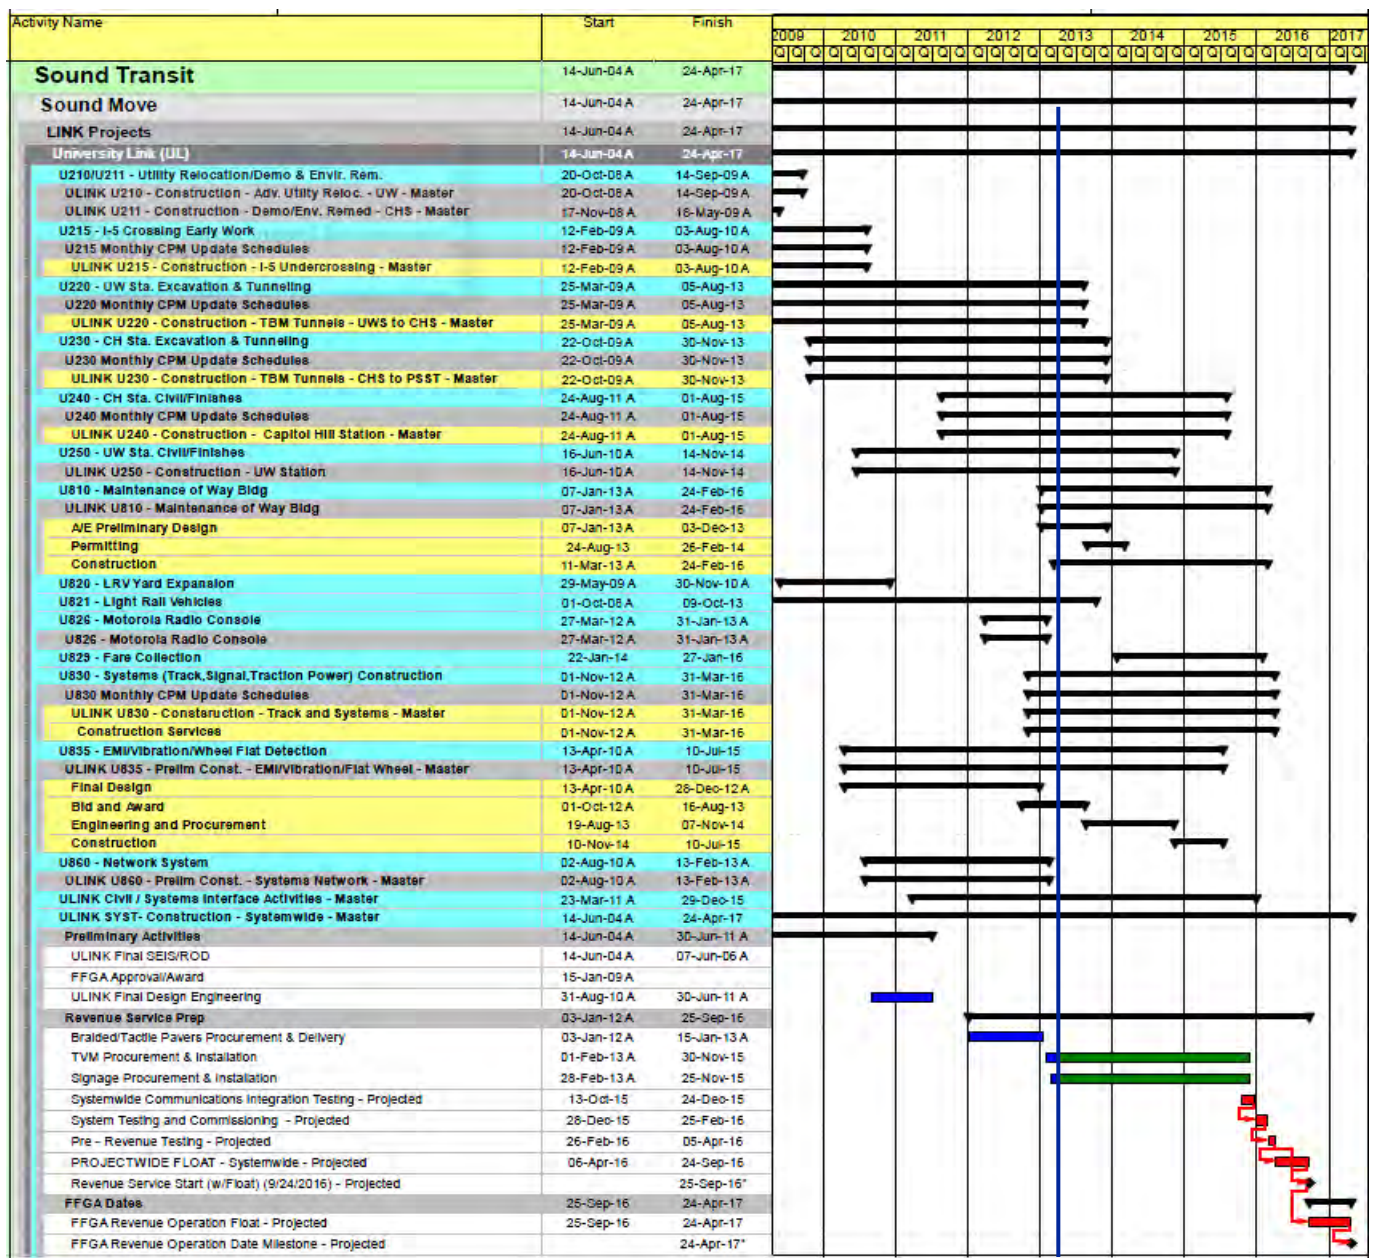 Activity Name Start Finish
2009 2010 2011 2012 2013 2014 2015 2016 2017
Q Q Q Q Q Q Q Q Q Q Q Q Q Q Q Q Q Q Q Q Q Q Q Q Q Q Q Q Q Q Q Q Q
Sound Transit 14-Jun-04 A 24-Apr-17
Sound Move 14-Jun-04 A 24-Apr-17
LINK Projects 14-Jun-04 A 24-Apr-17
University Link (UL) 14-Jun-04 A 24-Apr-17
U210/U211 - Utility Relocation/Demo & Envir. Rem. 20-Oct-08 A 14-Sep-09 A
ULINK U210 - Construction - Adv. Utilty Reloc. - UW - Master 20-Oct-08 A 14-Sep-09 A
ULINK U211 - Construction - Demo/Env. Remed - CHS - Master 17-Nov-08 A 18-May-09 A
U215 - I-5 Crossing Early Work 12-Feb-09 A 03-Aug-10 A
U215 Monthly CPM Update Schedules 12-Feb-09 A 03-Aug-10 A
ULINK U215 - Construction - I-5 Undercrossing - Master 12-Feb-09 A 03-Aug-10 A
U220 - UW Sta. Excavation & Tunneling 25-Mar-09 A 05-Aug-13
U220 Monthly CPM Update Schedules 25-Mar-09 A 05-Aug-13
ULINK U220 - Construction - TBM Tunnels - UWS to CHS - Master 25-Mar-09 A 05-Aug-13
U230 - CH Sta. Excavation & Tunneling 22-Oct-09 A 30-Nov-13
U230 Monthly CPM Update Schedules 22-Oct-09 A 30-Nov-13
ULINK U230 - Construction - TBM Tunnels - CHS to PSST - Master 22-Oct-09 A 30-Nov-13
U240 - CH Sta. Civil/Finishes 24-Aug-11 A 01-Aug-15
U240 Monthly CPM Update Schedules 24-Aug-11 A 01-Aug-15
ULINK U240 - Construction - Capitol Hill Station - Master 24-Aug-11 A 01-Aug-15
U250 - UW Sta. Civil/Finishes 16-Jun-10 A 14-Nov-14
ULINK U250 - Construction - UW Station 16-Jun-10 A 14-Nov-14
U810 - Maintenance of Way Bldg 07-Jan-13 A 24-Feb-16
ULINK U810 - Maintenance of Way Bldg 07-Jan-13 A 24-Feb-16
A/E Preliminary Design 07-Jan-13 A 03-Dec-13
Permitting 24-Aug-13 26-Feb-14
Construction 11-Mar-13 A 24-Feb-16
U820 - LRV Yard Expansion 29-May-09 A 30-Nov-10 A
U821 - Light Rail Vehicles 01-Oct-08 A 09-Oct-13
U826 - Motorola Radio Console 27-Mar-12 A 31-Jan-13 A
U826 - Motorola Radio Console 27-Mar-12 A 31-Jan-13 A
U829 - Fare Collection 22-Jan-14 27-Jan-16
U830 - Systems (Track,Signal,Traction Power) Construction 01-Nov-12 A 31-Mar-16
U830 Monthly CPM Update Schedules 01-Nov-12 A 31-Mar-16
ULINK U830 - Constsruction - Track and Systems - Master 01-Nov-12 A 31-Mar-16
Construction Services 01-Nov-12 A 31-Mar-16
U835 - EMI/Vibration/Wheel Flat Detection 13-Apr-10 A 10-Jul-15
ULINK U835 - Prelim Const. - EMI/Vibration/Flat Wheel - Master 13-Apr-10 A 10-Jul-15
Final Design 13-Apr-10 A 28-Dec-12 A
Bid and Award 01-Oct-12 A 16-Aug-13
Engineering and Procurement 19-Aug-13 07-Nov-14
Construction 10-Nov-14 10-Jul-15
U860 - Network System 02-Aug-10 A 13-Feb-13 A
ULINK U860 - Prelim Const. - Systems Network - Master 02-Aug-10 A 13-Feb-13 A
ULINK Civil / Systems Interface Activities - Master 23-Mar-11 A 29-Dec-15
ULINK SYST- Construction - Systemwide - Master 14-Jun-04 A 24-Apr-17
Preliminary Activities 14-Jun-04 A 30-Jun-11 A
ULINK Final SEIS/ROD 14-Jun-04 A 07-Jun-06 A
FFGA Approval/Award 15-Jan-09 A
ULINK Final Design Engineering 31-Aug-10 A 30-Jun-11 A
Revenue Service Prep 03-Jan-12 A 25-Sep-16
Braided/Tactile Pavers Procurement & Delivery 03-Jan-12 A 15-Jan-13 A
TVM Procurement & Installation 01-Feb-13 A 30-Nov-15
Signage Procurement & Installation 28-Feb-13 A 25-Nov-15
Systemwide Communications Integration Testing - Projected 13-Oct-15 24-Dec-15
System Testing and Commissioning - Projected 28-Dec-15 25-Feb-16
Pre - Revenue Testing - Projected 26-Feb-16 05-Apr-16
PROJECTWIDE FLOAT - Systemwide - Projected 06-Apr-16 24-Sep-16
Revenue Service Start (w/Float) (9/24/2016) - Projected 25-Sep-16*
FFGA Dates 25-Sep-16 24-Apr-17
FFGA Revenue Operation Float - Projected 25-Sep-16 24-Apr-17
FFGA Revenue Operation Date Milestone - Projected 24-Apr-17*